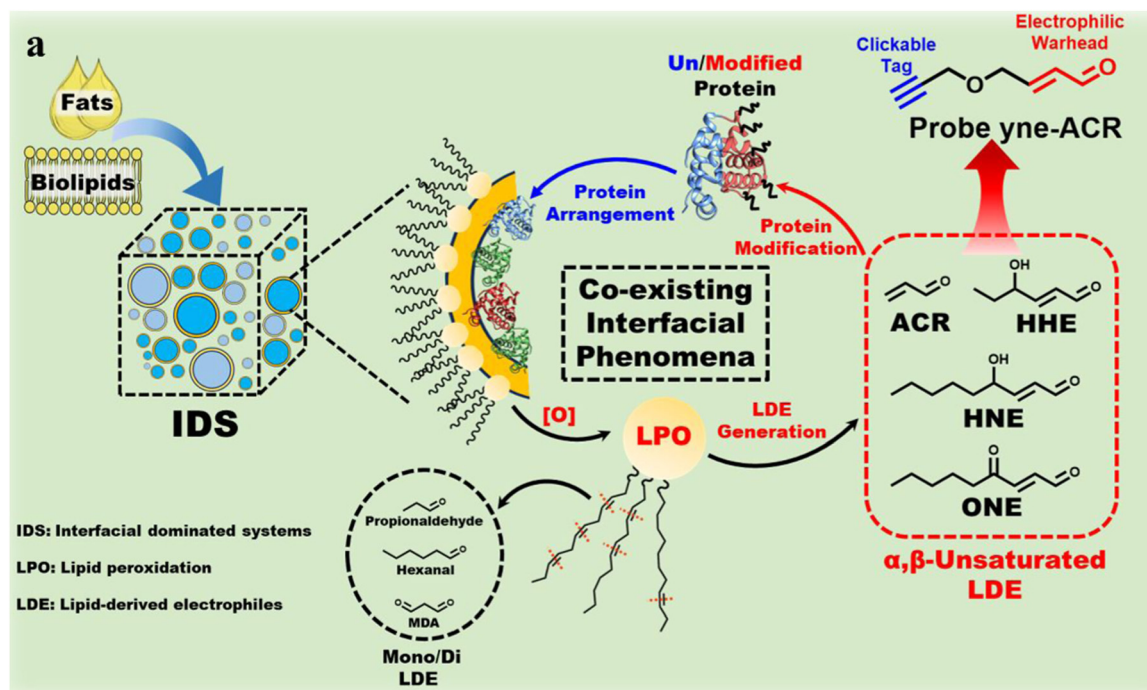 a
Fats
Biolipids
IDS
Un/Modified
Protein
Protein
Arrangement
Protein
Modification
Clickable
Tag
Electrophilic
Warhead
O
O
Probe yne-ACR
Co-existing
Interfacial
Phenomena
[O]
LPO
LDE
Generation
O
ACR
OH
O
HHE
OH
O
HNE
O
O
ONE
α,β-Unsaturated
LDE
O
Propionaldehyde
O
Hexanal
O
O
MDA
Mono/Di
LDE
IDS: Interfacial dominated systems
LPO: Lipid peroxidation
LDE: Lipid-derived electrophiles